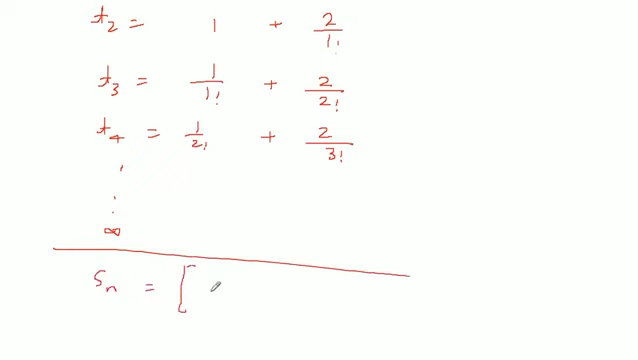 t₂ = 1 + 2/1!
t₃ = 1/1! + 2/2!
t₄ = 1/2! + 2/3!
∞
Sₙ = [